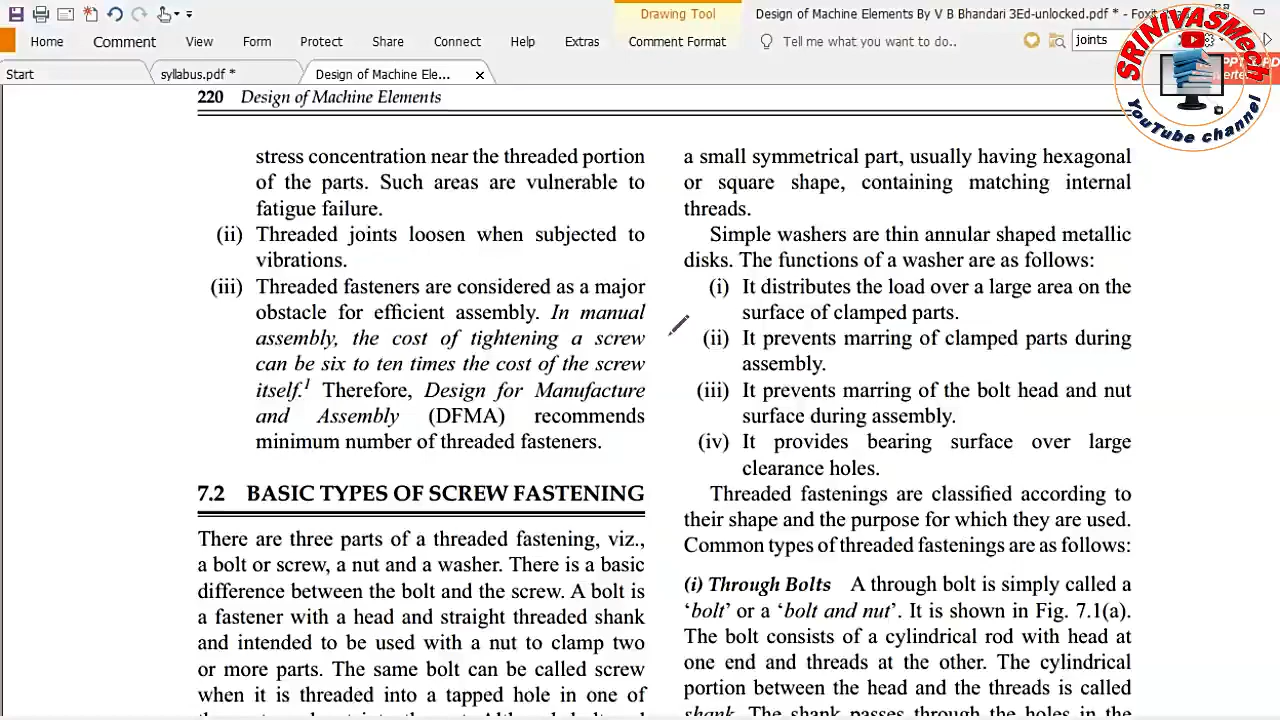 Drawing Tool
Design of Machine Elements By V B Bhandari 3Ed-unlocked.pdf * - Foxit
Home Comment View Form Protect Share Connect Help Extras Comment Format Tell me what you want to do.. joints
Start syllabus.pdf * Design of Machine Ele...
SRINIVASMech
YouTube channel
220 Design of Machine Elements
stress concentration near the threaded portion
of the parts. Such areas are vulnerable to
fatigue failure.
(ii) Threaded joints loosen when subjected to
vibrations.
(iii) Threaded fasteners are considered as a major
obstacle for efficient assembly. In manual
assembly, the cost of tightening a screw
can be six to ten times the cost of the screw
itself.1 Therefore, Design for Manufacture
and Assembly (DFMA) recommends
minimum number of threaded fasteners.
7.2 BASIC TYPES OF SCREW FASTENING
There are three parts of a threaded fastening, viz.,
a bolt or screw, a nut and a washer. There is a basic
difference between the bolt and the screw. A bolt is
a fastener with a head and straight threaded shank
and intended to be used with a nut to clamp two
or more parts. The same bolt can be called screw
when it is threaded into a tapped hole in one of
a small symmetrical part, usually having hexagonal
or square shape, containing matching internal
threads.
Simple washers are thin annular shaped metallic
disks. The functions of a washer are as follows:
(i) It distributes the load over a large area on the
surface of clamped parts.
(ii) It prevents marring of clamped parts during
assembly.
(iii) It prevents marring of the bolt head and nut
surface during assembly.
(iv) It provides bearing surface over large
clearance holes.
Threaded fastenings are classified according to
their shape and the purpose for which they are used.
Common types of threaded fastenings are as follows:
(i) Through Bolts A through bolt is simply called a
‘bolt’ or a ‘bolt and nut’. It is shown in Fig. 7.1(a).
The bolt consists of a cylindrical rod with head at
one end and threads at the other. The cylindrical
portion between the head and the threads is called
shank. The shank passes through the holes in the